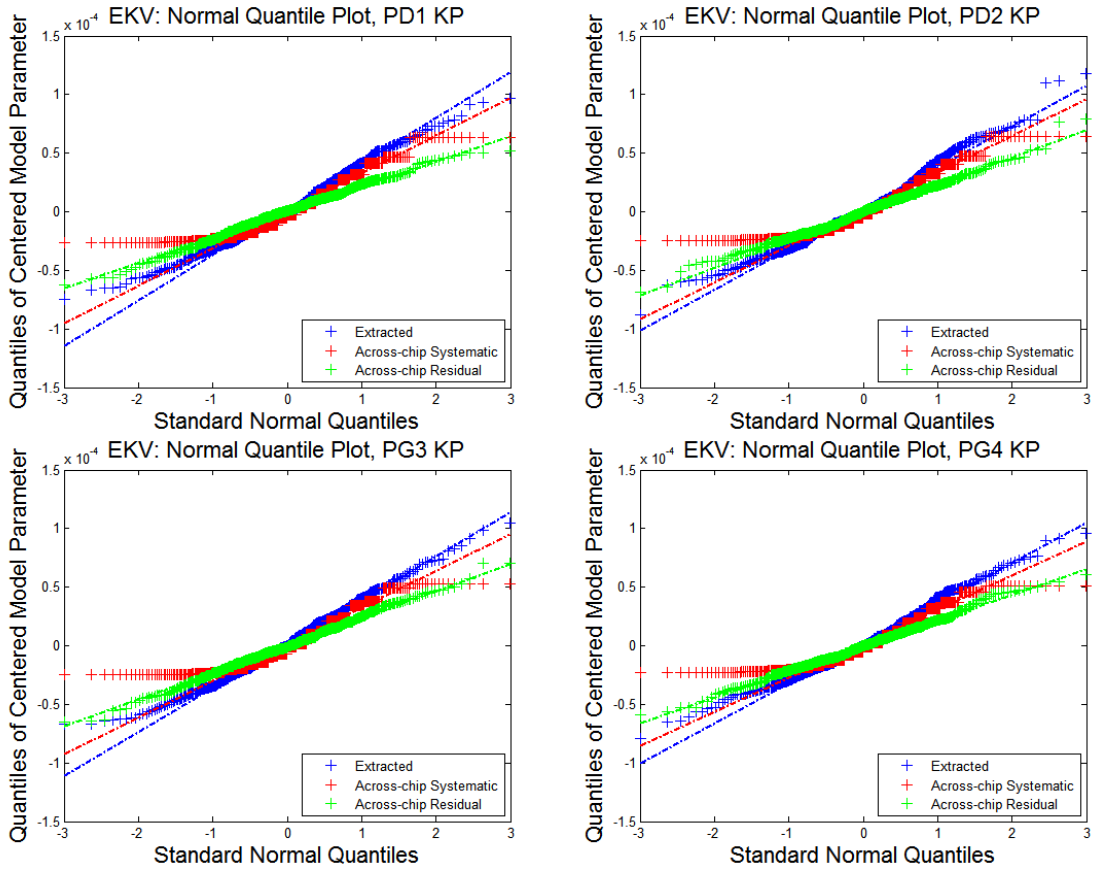 × 10⁻⁴ EKV: Normal Quantile Plot, PD1 KP
Quantiles of Centered Model Parameter
1.5
1
0.5
0
-0.5
-1
-1.5
-3 -2 -1 0 1 2 3
Standard Normal Quantiles
Extracted
Across-chip Systematic
Across-chip Residual
× 10⁻⁴ EKV: Normal Quantile Plot, PD2 KP
Quantiles of Centered Model Parameter
1.5
1
0.5
0
-0.5
-1
-1.5
-3 -2 -1 0 1 2 3
Standard Normal Quantiles
Extracted
Across-chip Systematic
Across-chip Residual
× 10⁻⁴ EKV: Normal Quantile Plot, PG3 KP
Quantiles of Centered Model Parameter
1.5
1
0.5
0
-0.5
-1
-1.5
-3 -2 -1 0 1 2 3
Standard Normal Quantiles
Extracted
Across-chip Systematic
Across-chip Residual
× 10⁻⁴ EKV: Normal Quantile Plot, PG4 KP
Quantiles of Centered Model Parameter
1.5
1
0.5
0
-0.5
-1
-1.5
-3 -2 -1 0 1 2 3
Standard Normal Quantiles
Extracted
Across-chip Systematic
Across-chip Residual